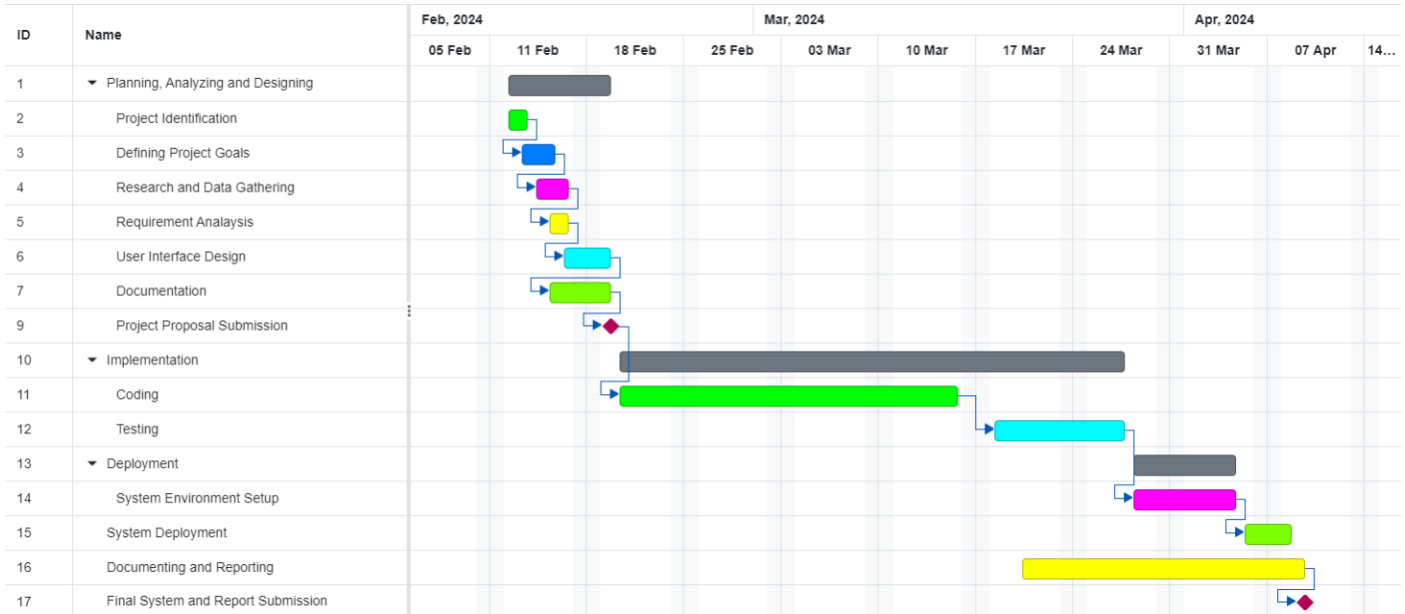 ID Name Feb, 2024 Mar, 2024 Apr, 2024
05 Feb 11 Feb 18 Feb 25 Feb 03 Mar 10 Mar 17 Mar 24 Mar 31 Mar 07 Apr 14...
1 Planning, Analyzing and Designing
2 Project Identification
3 Defining Project Goals
4 Research and Data Gathering
5 Requirement Analaysis
6 User Interface Design
7 Documentation
9 Project Proposal Submission
10 Implementation
11 Coding
12 Testing
13 Deployment
14 System Environment Setup
15 System Deployment
16 Documenting and Reporting
17 Final System and Report Submission